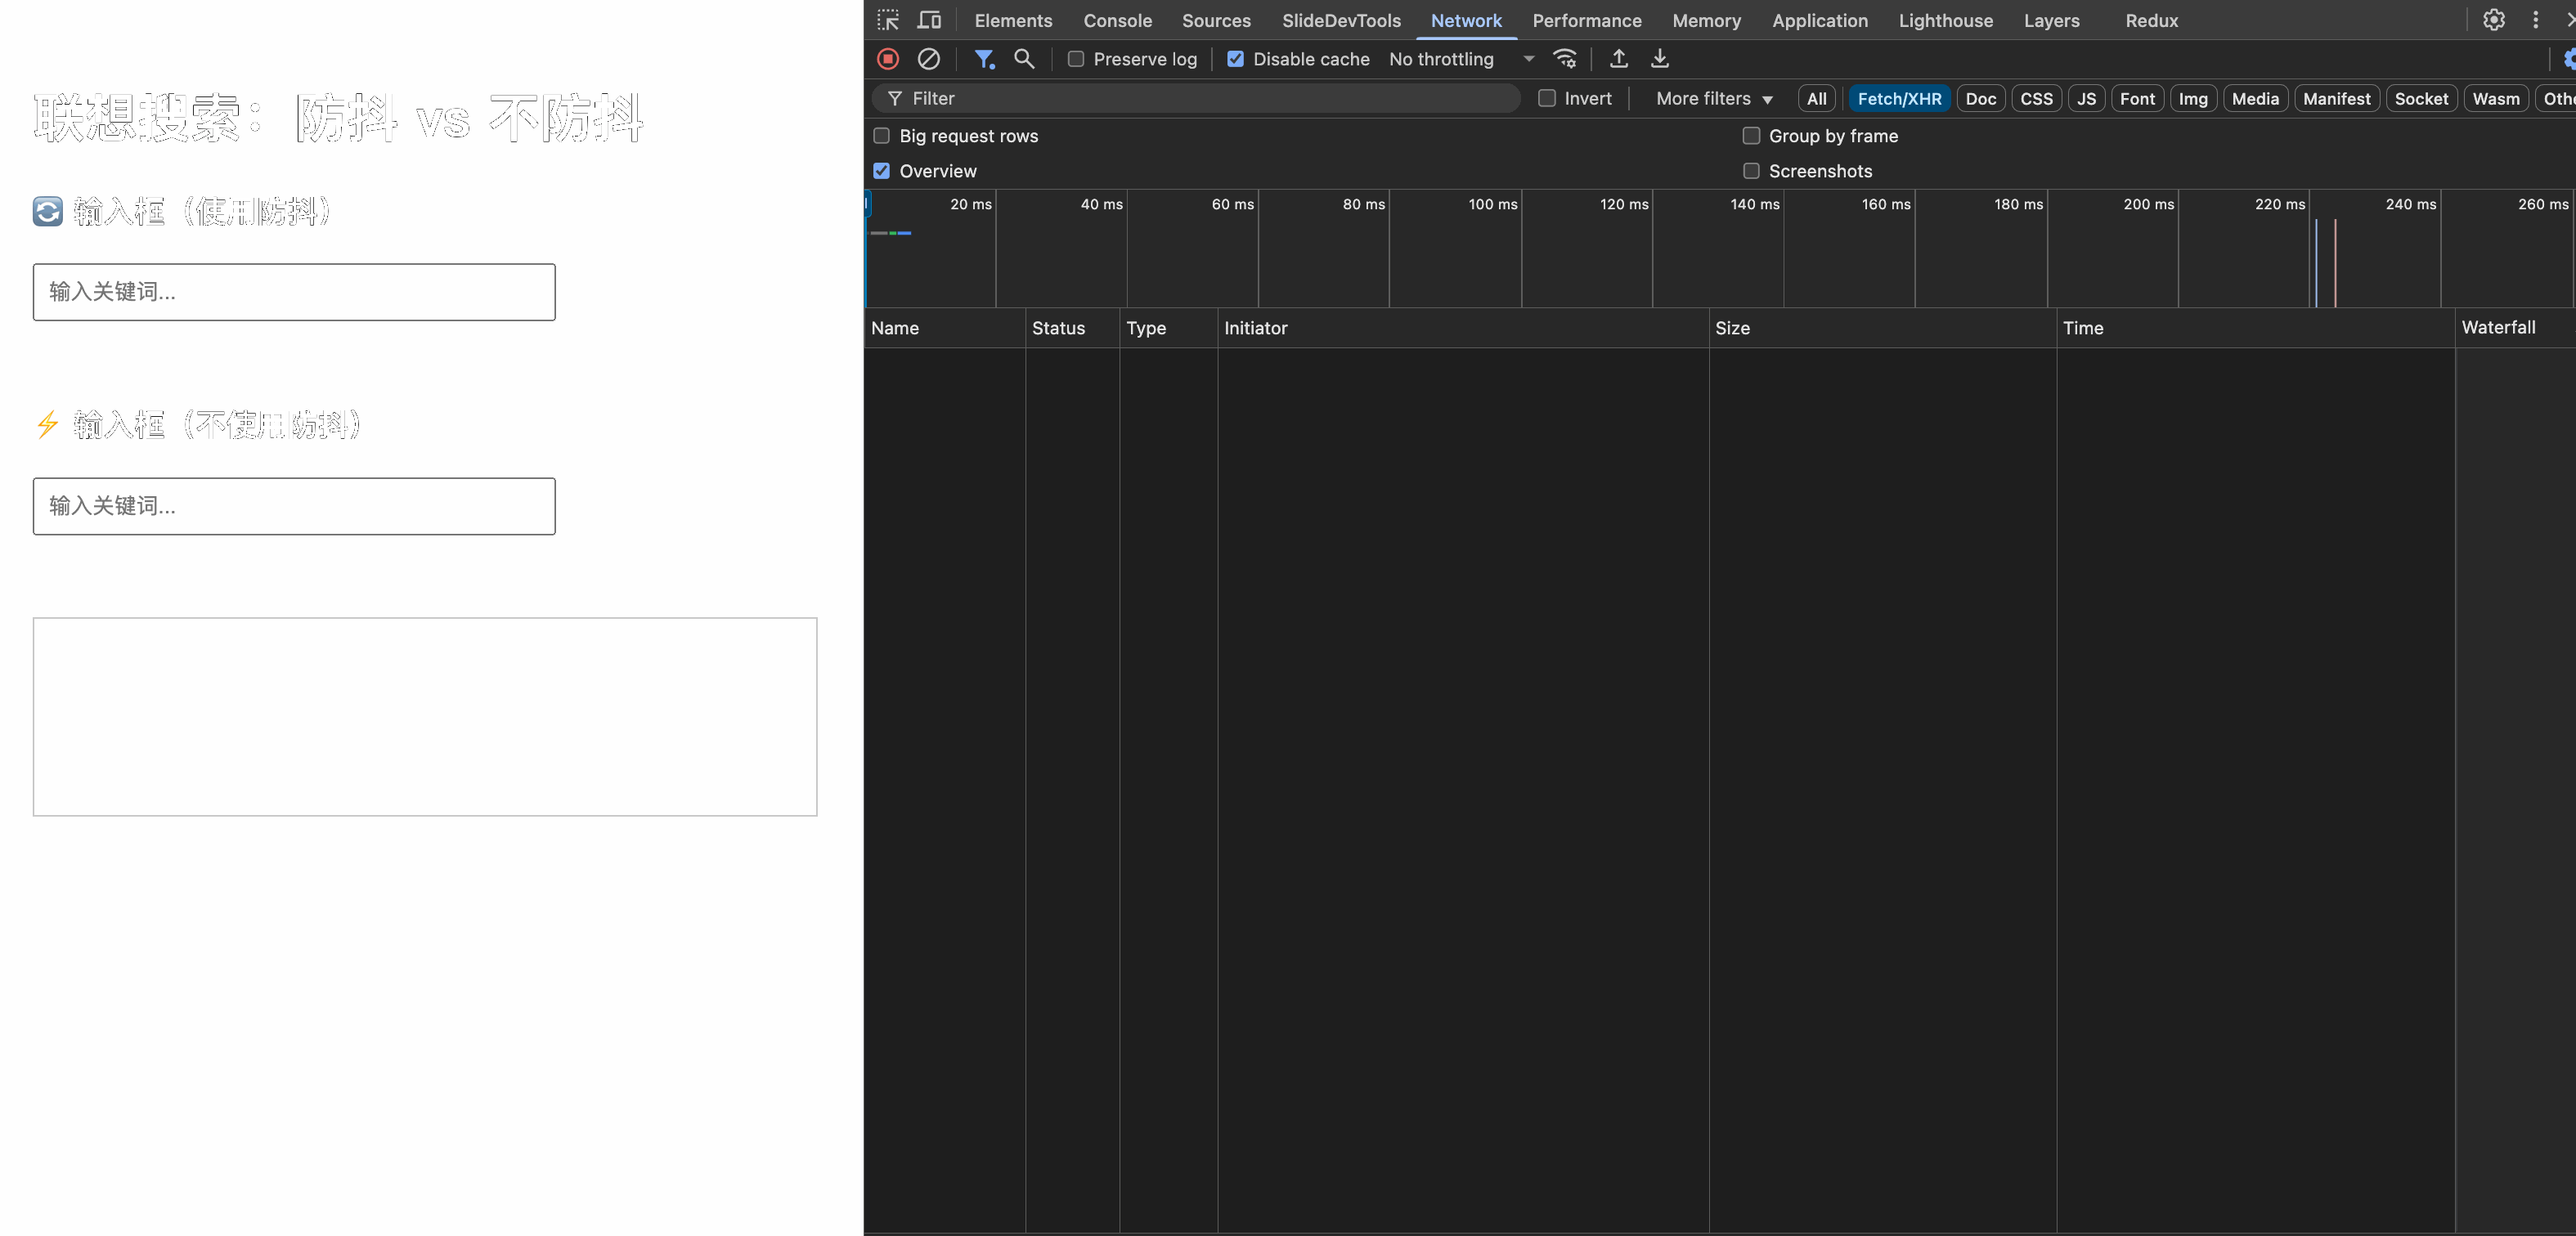 联想搜索：防抖 vs 不防抖
🔄 输入框（使用防抖）
输入关键词...
⚡ 输入框（不使用防抖）
输入关键词...
Elements Console Sources SlideDevTools Network Performance Memory Application Lighthouse Layers Redux
Preserve log Disable cache No throttling
Filter Invert More filters All Fetch/XHR Doc CSS JS Font Img Media Manifest Socket Wasm
Big request rows Group by frame
Overview Screenshots
20 ms 40 ms 60 ms 80 ms 100 ms 120 ms 140 ms 160 ms 180 ms 200 ms 220 ms 240 ms 260 ms
Name Status Type Initiator Size Time Waterfall